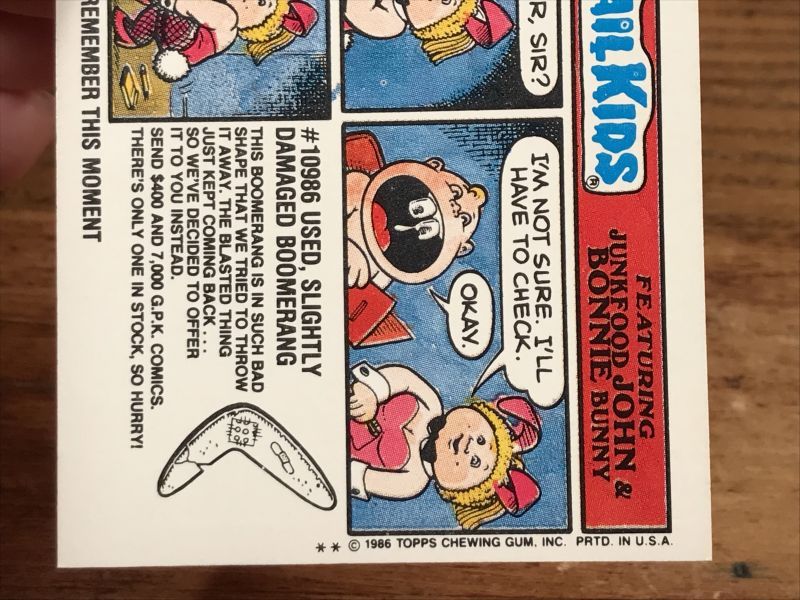 AIL KIDS®
FEATURING
JUNKFOOD JOHN &
BONNIE BUNNY
R, SIR?
I'M NOT SURE. I'LL
HAVE TO CHECK.
OKAY.
#10986 USED, SLIGHTLY
DAMAGED BOOMERANG
THIS BOOMERANG IS IN SUCH BAD
SHAPE THAT WE TRIED TO THROW
IT AWAY. THE BLASTED THING
JUST KEPT COMING BACK...
SO WE'VE DECIDED TO OFFER
IT TO YOU INSTEAD.
SEND $400 AND 7,000 G.P.K. COMICS.
THERE'S ONLY ONE IN STOCK, SO HURRY!
REMEMBER THIS MOMENT
** © 1986 TOPPS CHEWING GUM, INC. PRTD. IN U.S.A.